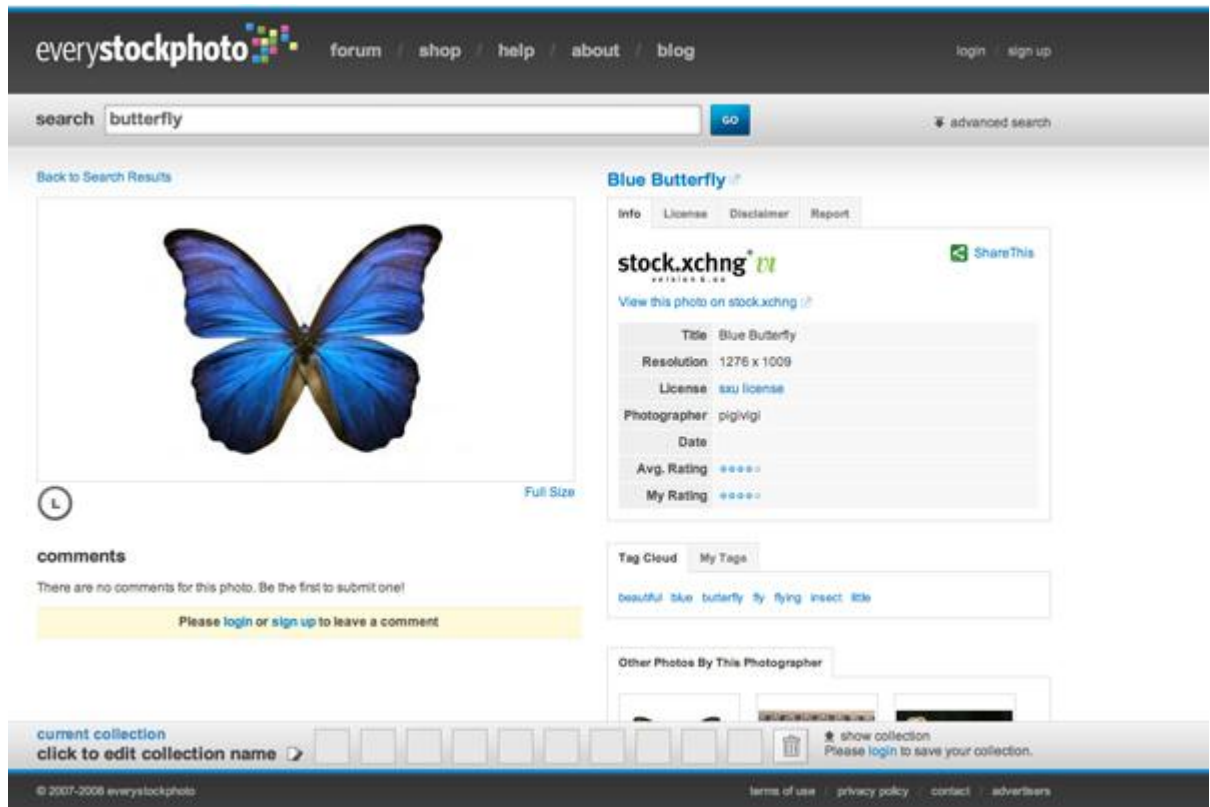 everystockphoto
forum / shop / help / about / blog
login / sign up
search butterfly GO
advanced search
Back to Search Results
Blue Butterfly
Info License Disclaimer Report
stock.xchng® vi
ShareThis
View this photo on stock.xchng
Title Blue Butterfly
Resolution 1276 x 1009
License sxu license
Photographer pigivigi
Date
Avg. Rating
My Rating
L
Full Size
comments
There are no comments for this photo. Be the first to submit one!
Please login or sign up to leave a comment
Tag Cloud My Tags
beautiful blue butterfly fly flying insect little
Other Photos By This Photographer
current collection
click to edit collection name
show collection
Please login to save your collection.
© 2007-2008 everystockphoto
terms of use / privacy policy / contact / advertisers